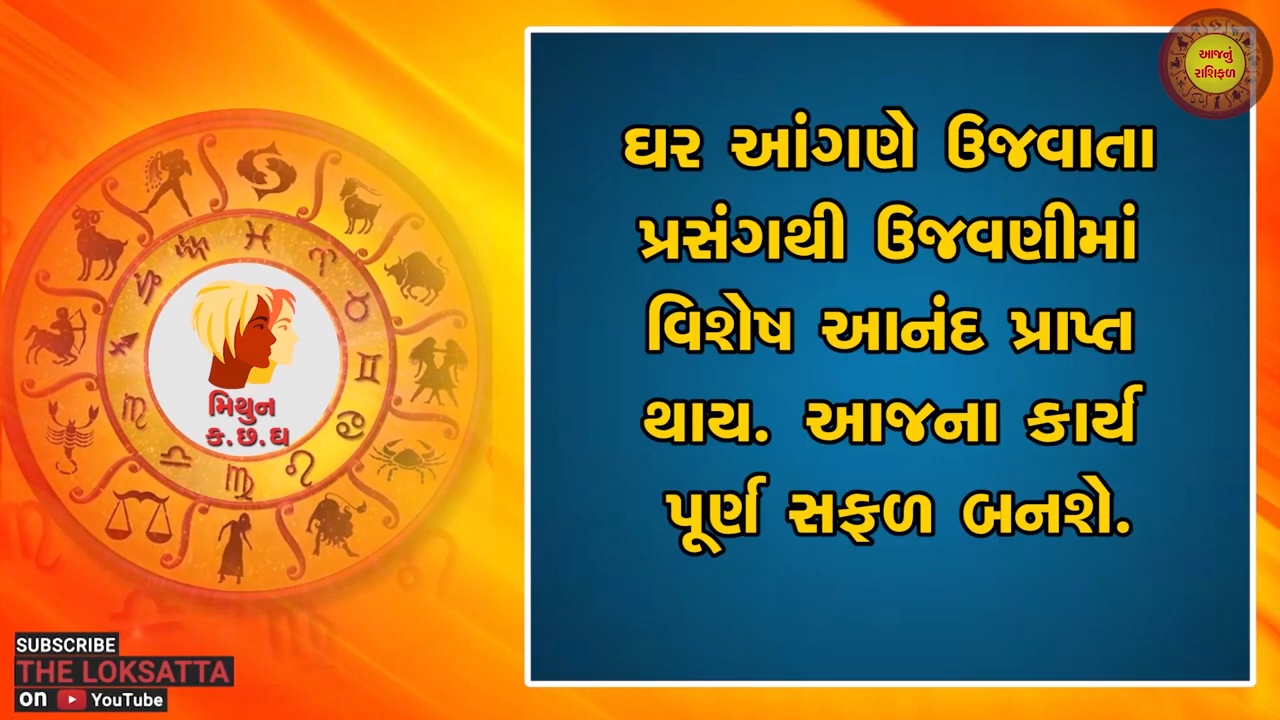 આજનું
રાશિફળ
ઘર આંગણે ઉજવાતા
પ્રસંગથી ઉજવણીમાં
વિશેષ આનંદ પ્રાપ્ત
થાય. આજના કાર્ય
પૂર્ણ સફળ બનશે.
મિથુન
ક.છ.ઘ
SUBSCRIBE
THE LOKSATTA
on YouTube